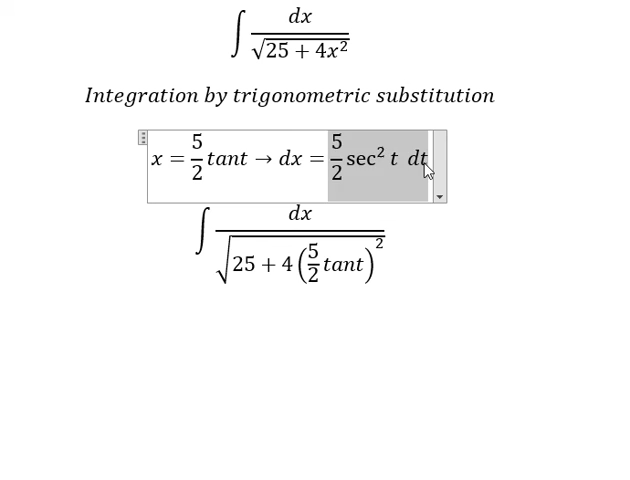 ∫ dx / √(25 + 4x²)
Integration by trigonometric substitution
x = 5/2 tant → dx = 5/2 sec² t dt
∫ dx / √(25 + 4(5/2 tant)²)